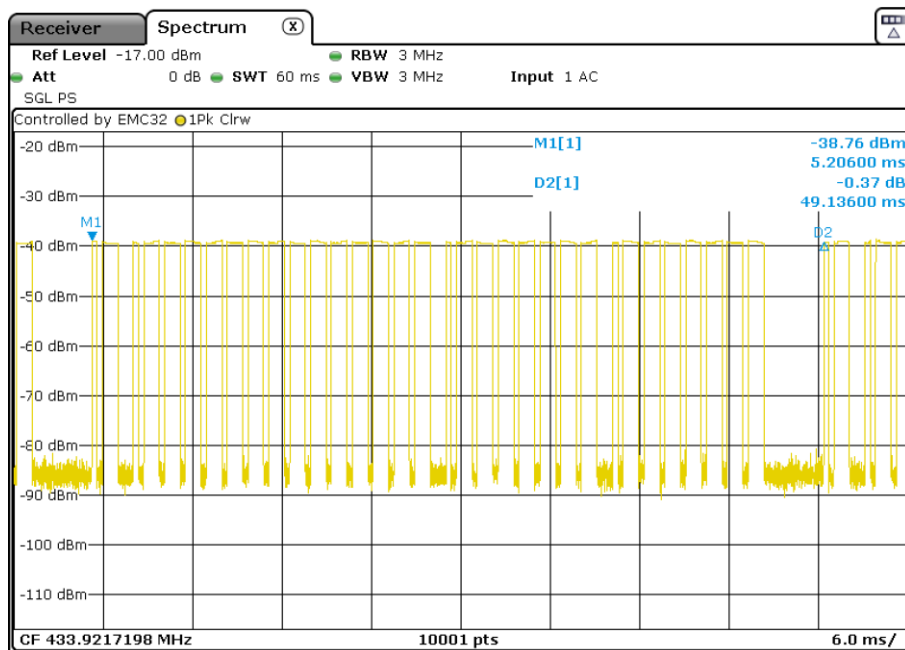 Receiver Spectrum X
Ref Level -17.00 dBm RBW 3 MHz
Att 0 dB SWT 60 ms VBW 3 MHz Input 1 AC
SGL PS
Controlled by EMC32 1Pk Clrw
-20 dBm M1[1] -38.76 dBm
5.20600 ms
D2[1] -0.37 dB
-30 dBm 49.13600 ms
M1 D2
-40 dBm
-50 dBm
-60 dBm
-70 dBm
-80 dBm
-90 dBm
-100 dBm
-110 dBm
CF 433.9217198 MHz 10001 pts 6.0 ms/